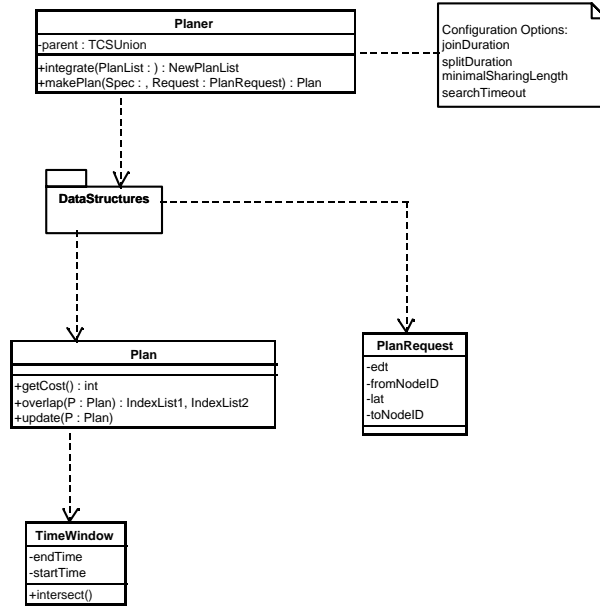 Planer
-parent : TCSUnion
+integrate(PlanList : ) : NewPlanList
+makePlan(Spec : , Request : PlanRequest) : Plan
Configuration Options:
joinDuration
splitDuration
minimalSharingLength
searchTimeout
DataStructures
Plan
+getCost() : int
+overlap(P : Plan) : IndexList1, IndexList2
+update(P : Plan)
PlanRequest
-edt
-fromNodeID
-lat
-toNodeID
TimeWindow
-endTime
-startTime
+intersect()